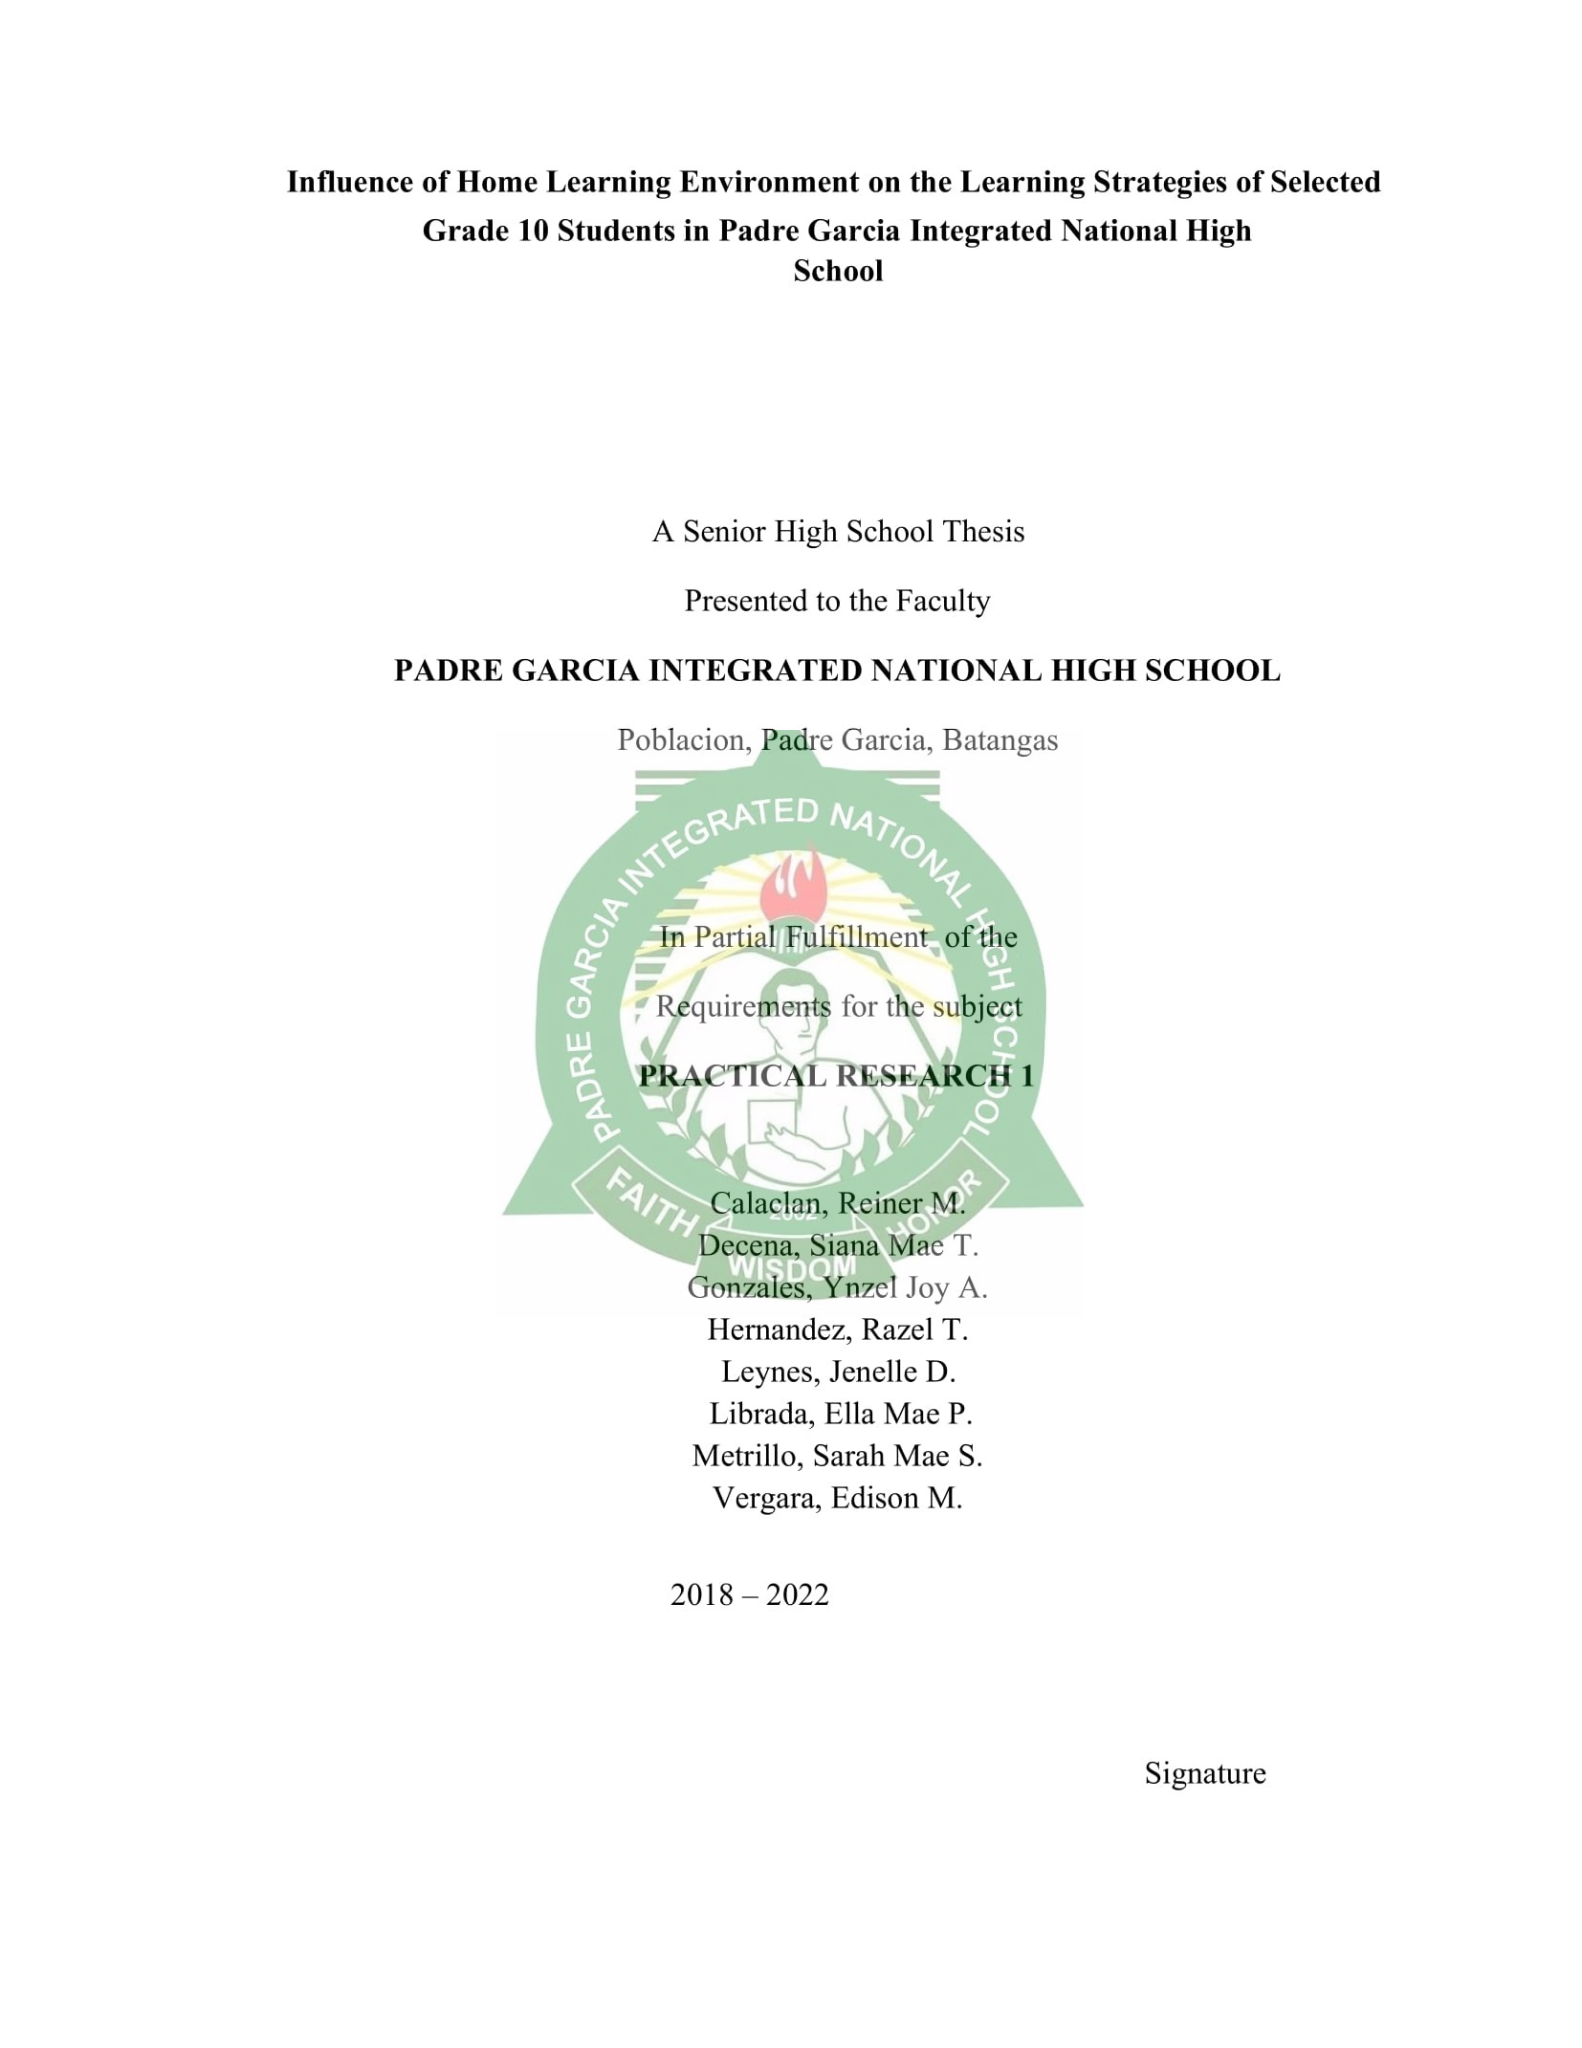 Influence of Home Learning Environment on the Learning Strategies of Selected
Grade 10 Students in Padre Garcia Integrated National High
School
A Senior High School Thesis
Presented to the Faculty
PADRE GARCIA INTEGRATED NATIONAL HIGH SCHOOL
Poblacion, Padre Garcia, Batangas
PADRE GARCIA INTEGRATED NATIONAL HIGH SCHOOL
In Partial Fulfillment of the
Requirements for the subject
PRACTICAL RESEARCH 1
FAITH
WISDOM
HONOR
Calaclan, Reiner M.
Decena, Siana Mae T.
Gonzales, Ynzel Joy A.
Hernandez, Razel T.
Leynes, Jenelle D.
Librada, Ella Mae P.
Metrillo, Sarah Mae S.
Vergara, Edison M.
2018 – 2022
Signature